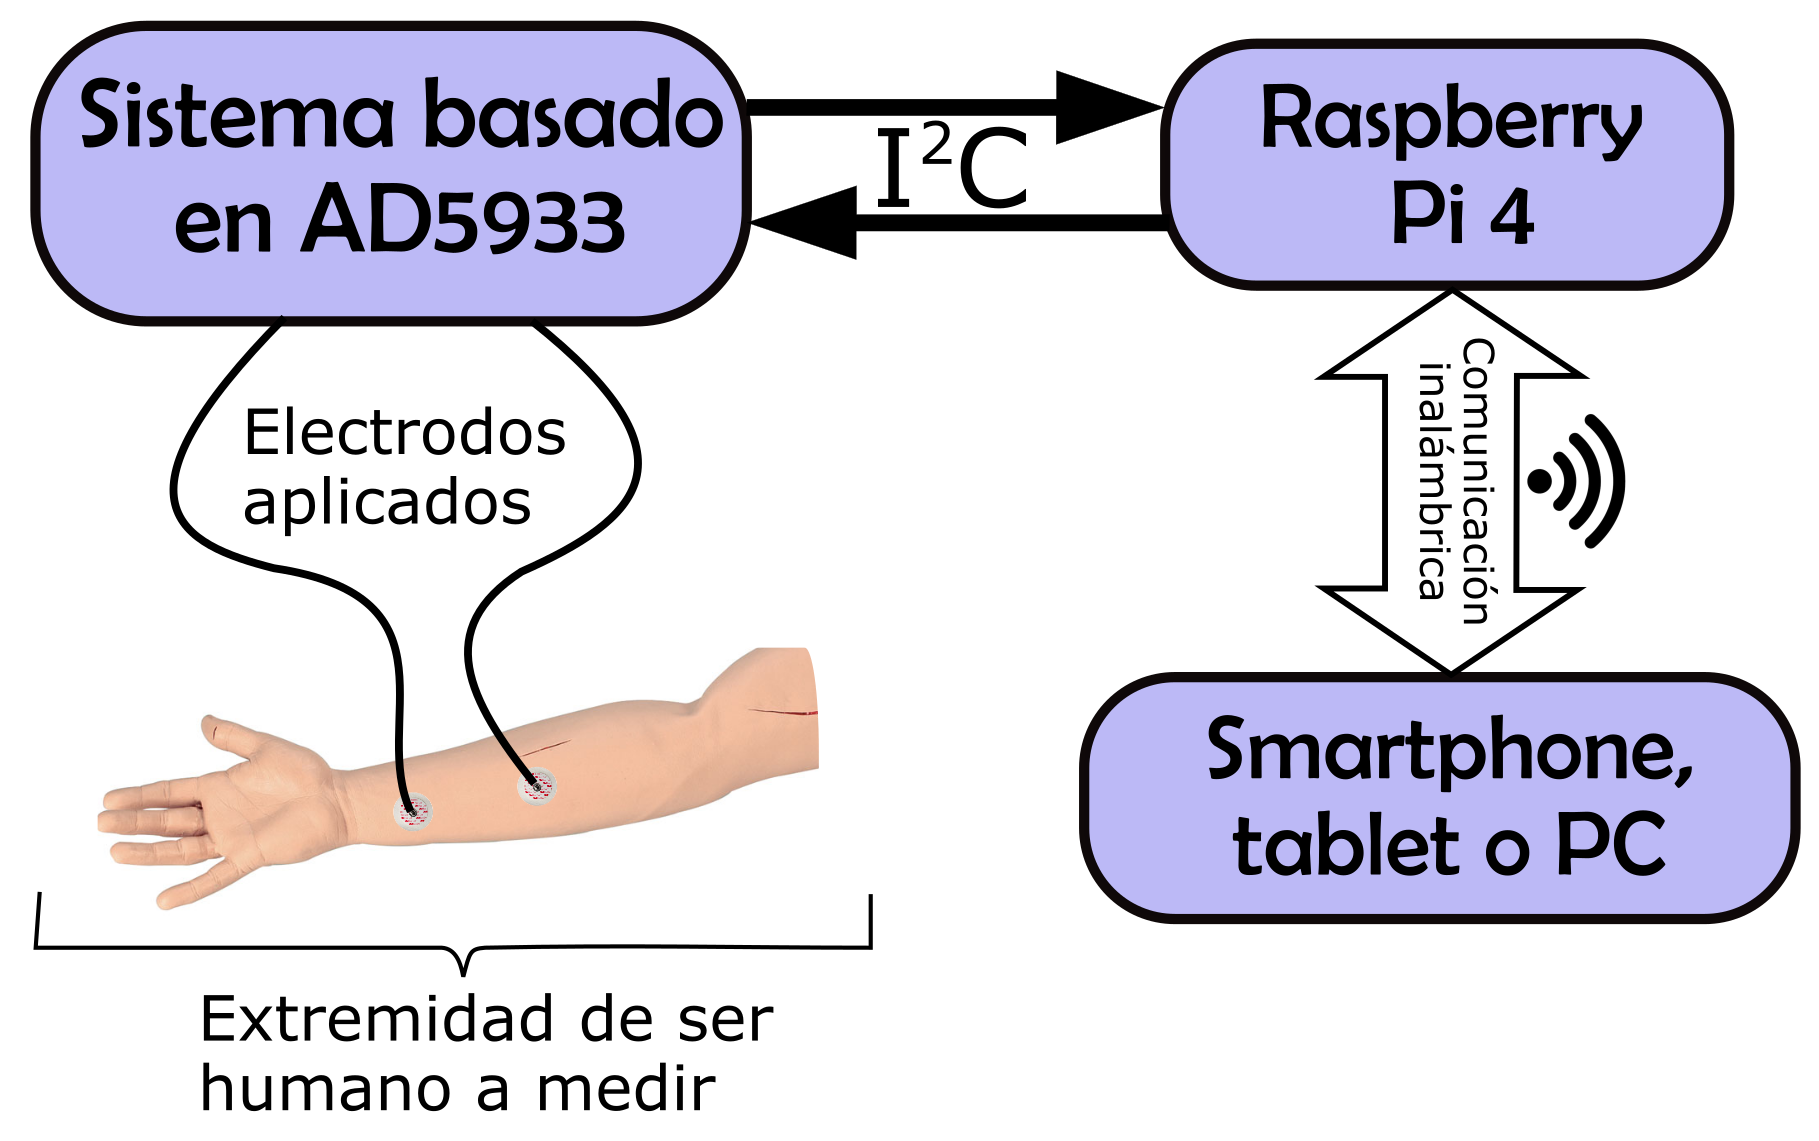 Sistema basado
en AD5933
I²C
Raspberry
Pi 4
Electrodos
aplicados
Comunicación
inalámbrica
Smartphone,
tablet o PC
Extremidad de ser
humano a medir